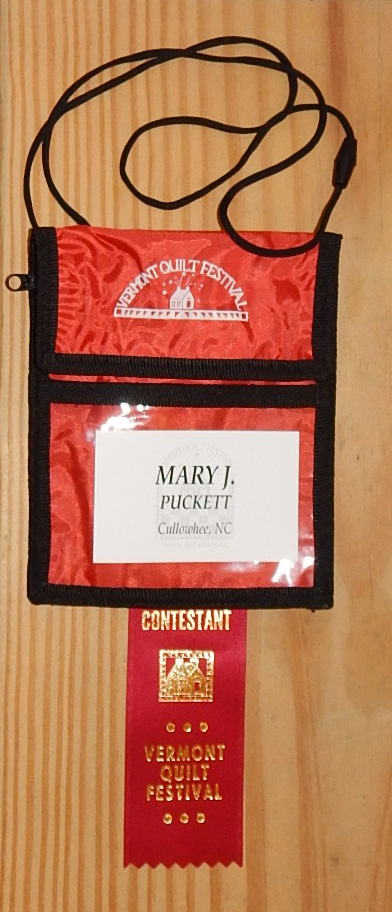 VERMONT QUILT FESTIVAL
MARY J.
PUCKETT
Cullowhee, NC
CONTESTANT
VERMONT
QUILT
FESTIVAL